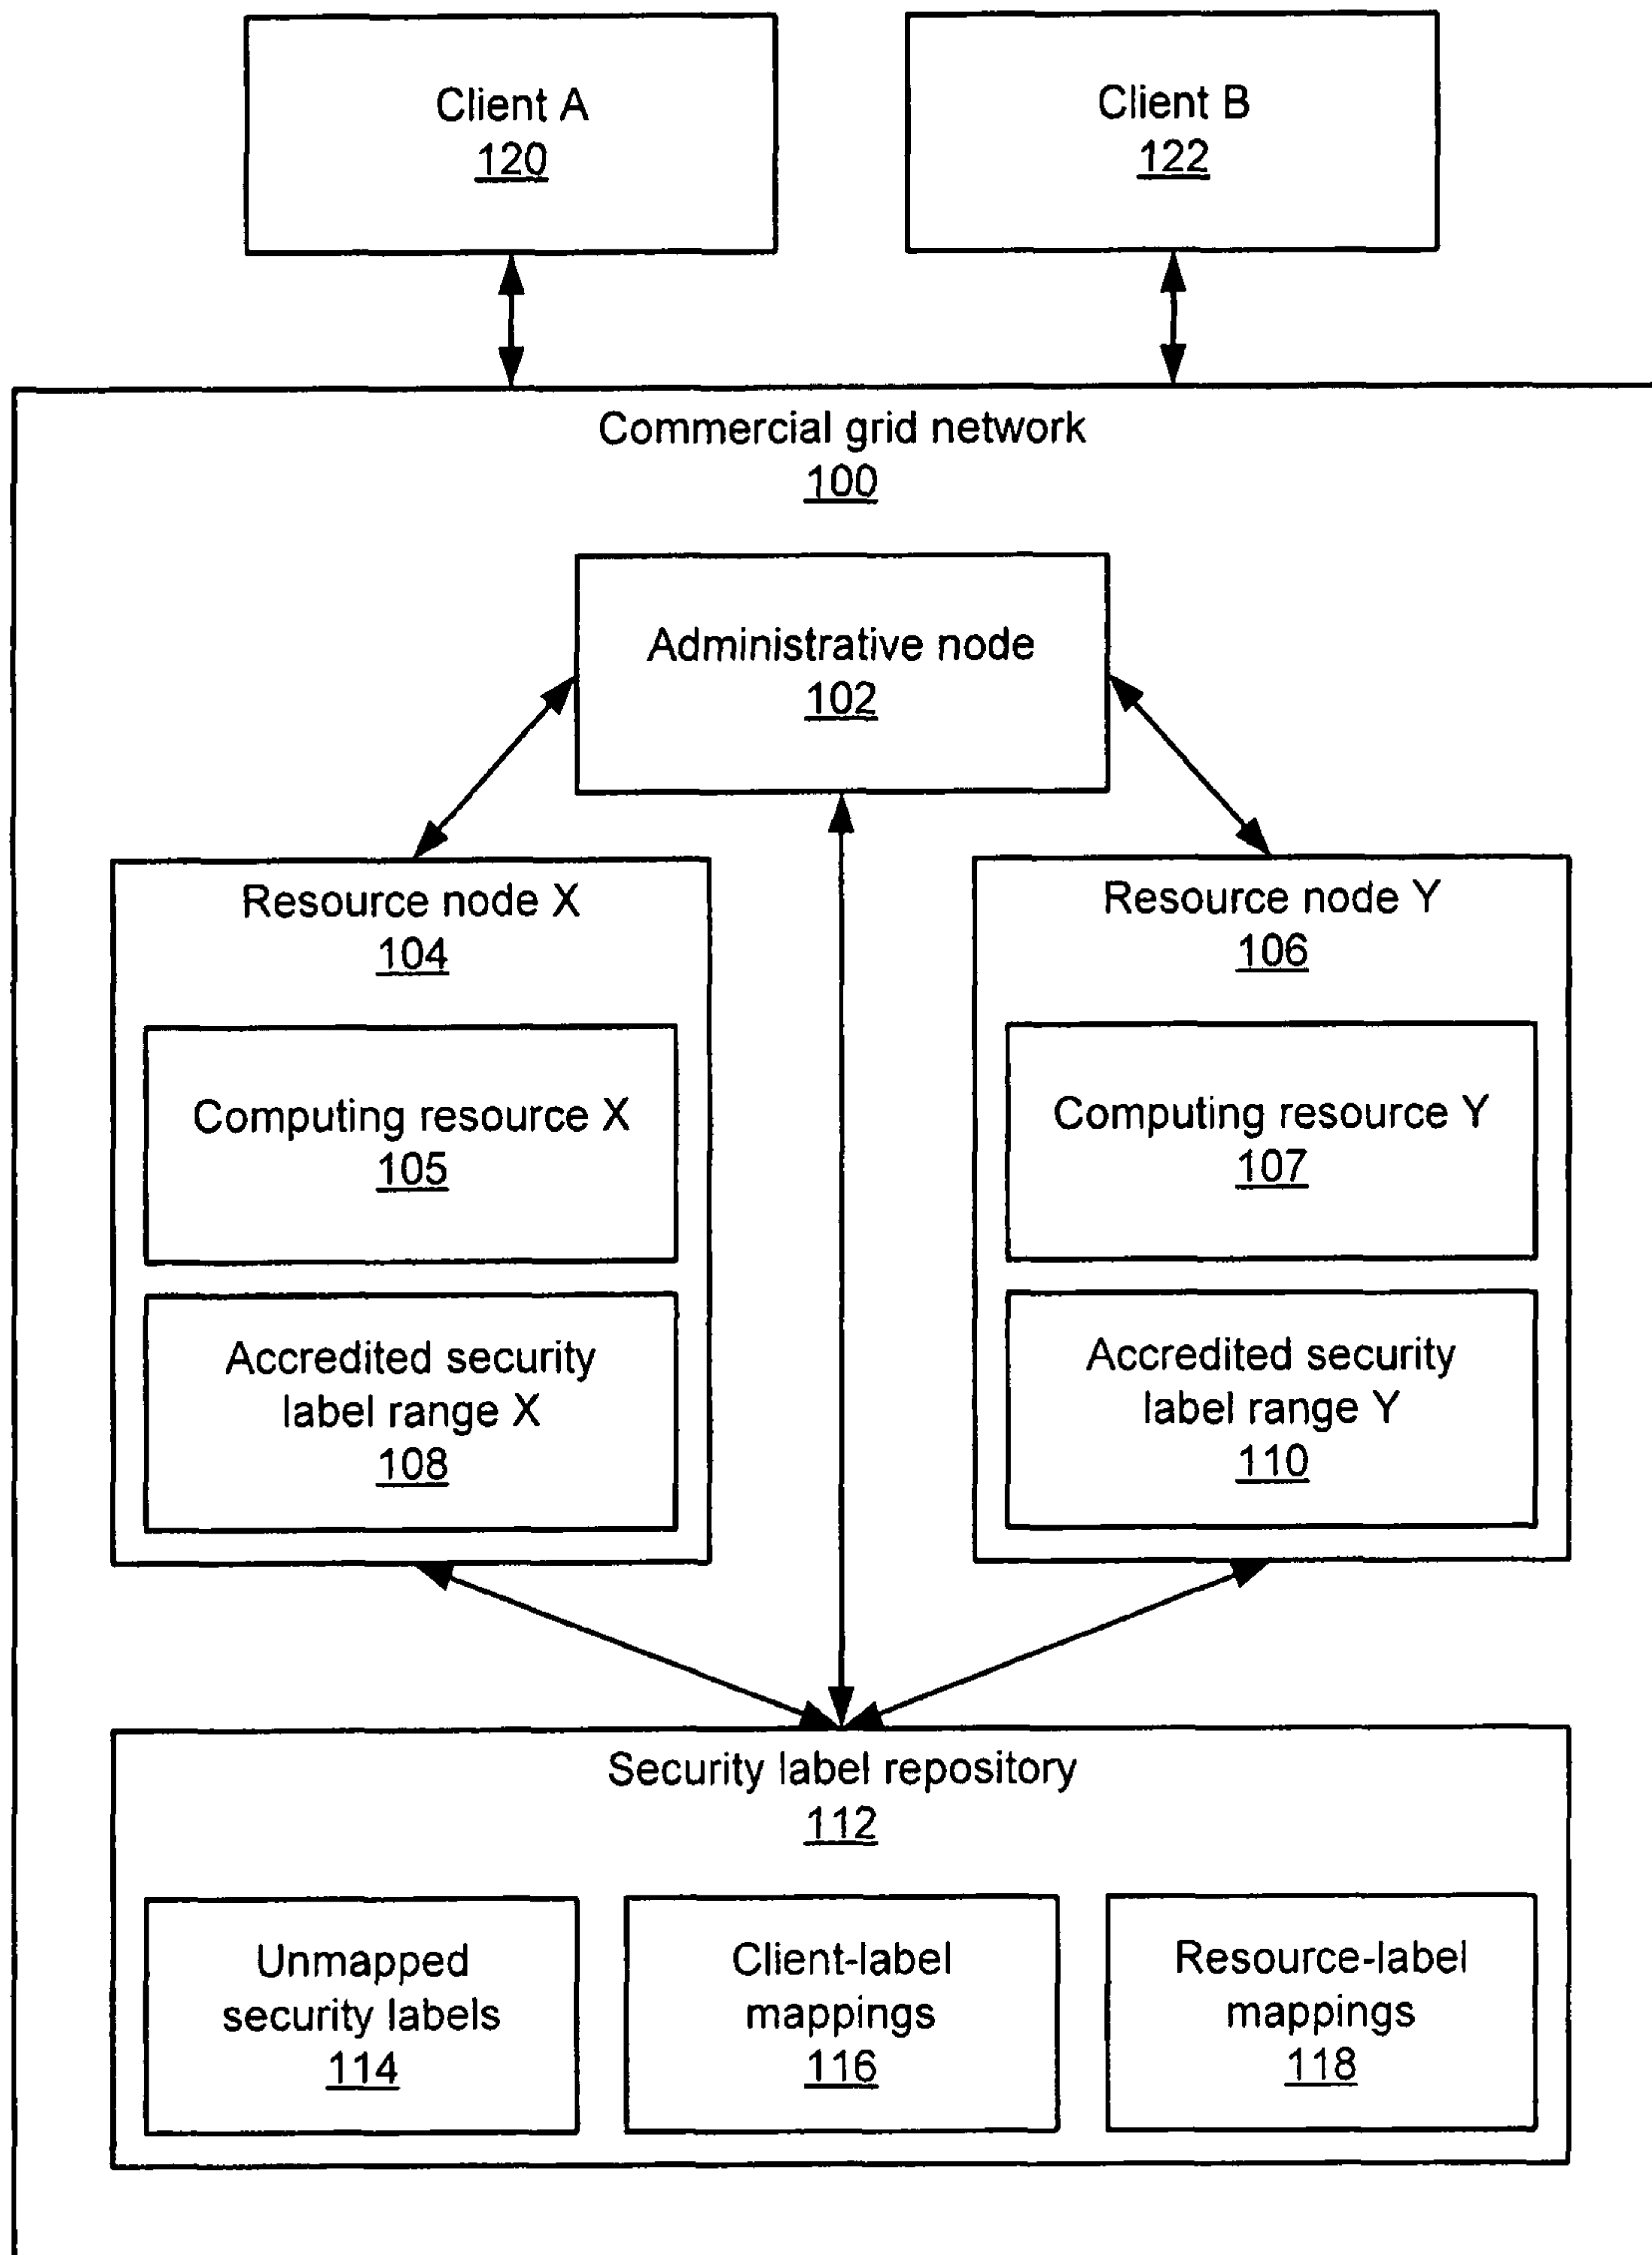 Client A
120
Client B
122
Commercial grid network
100
Administrative node
102
Resource node X
104
Computing resource X
105
Accredited security
label range X
108
Resource node Y
106
Computing resource Y
107
Accredited security
label range Y
110
Security label repository
112
Unmapped
security labels
114
Client-label
mappings
116
Resource-label
mappings
118